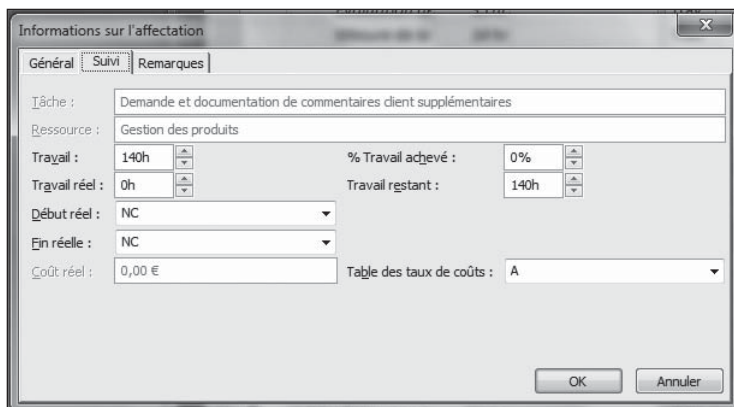 Informations sur l'affectation
Général Suivi Remarques
Tâche : Demande et documentation de commentaires client supplémentaires
Ressource : Gestion des produits
Travail : 140h % Travail achevé : 0%
Travail réel : 0h Travail restant : 140h
Début réel : NC
Fin réelle : NC
Coût réel : 0,00 € Table des taux de coûts : A
OK Annuler